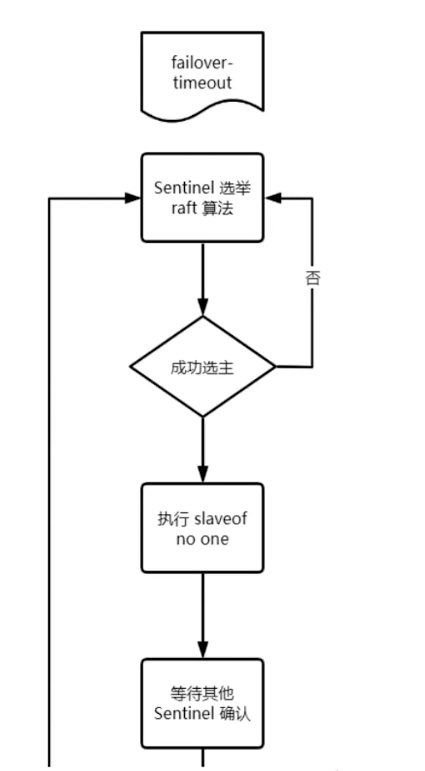 failover-
timeout
Sentinel 选举
raft 算法
否
成功选主
执行 slaveof
no one
等待其他
Sentinel 确认